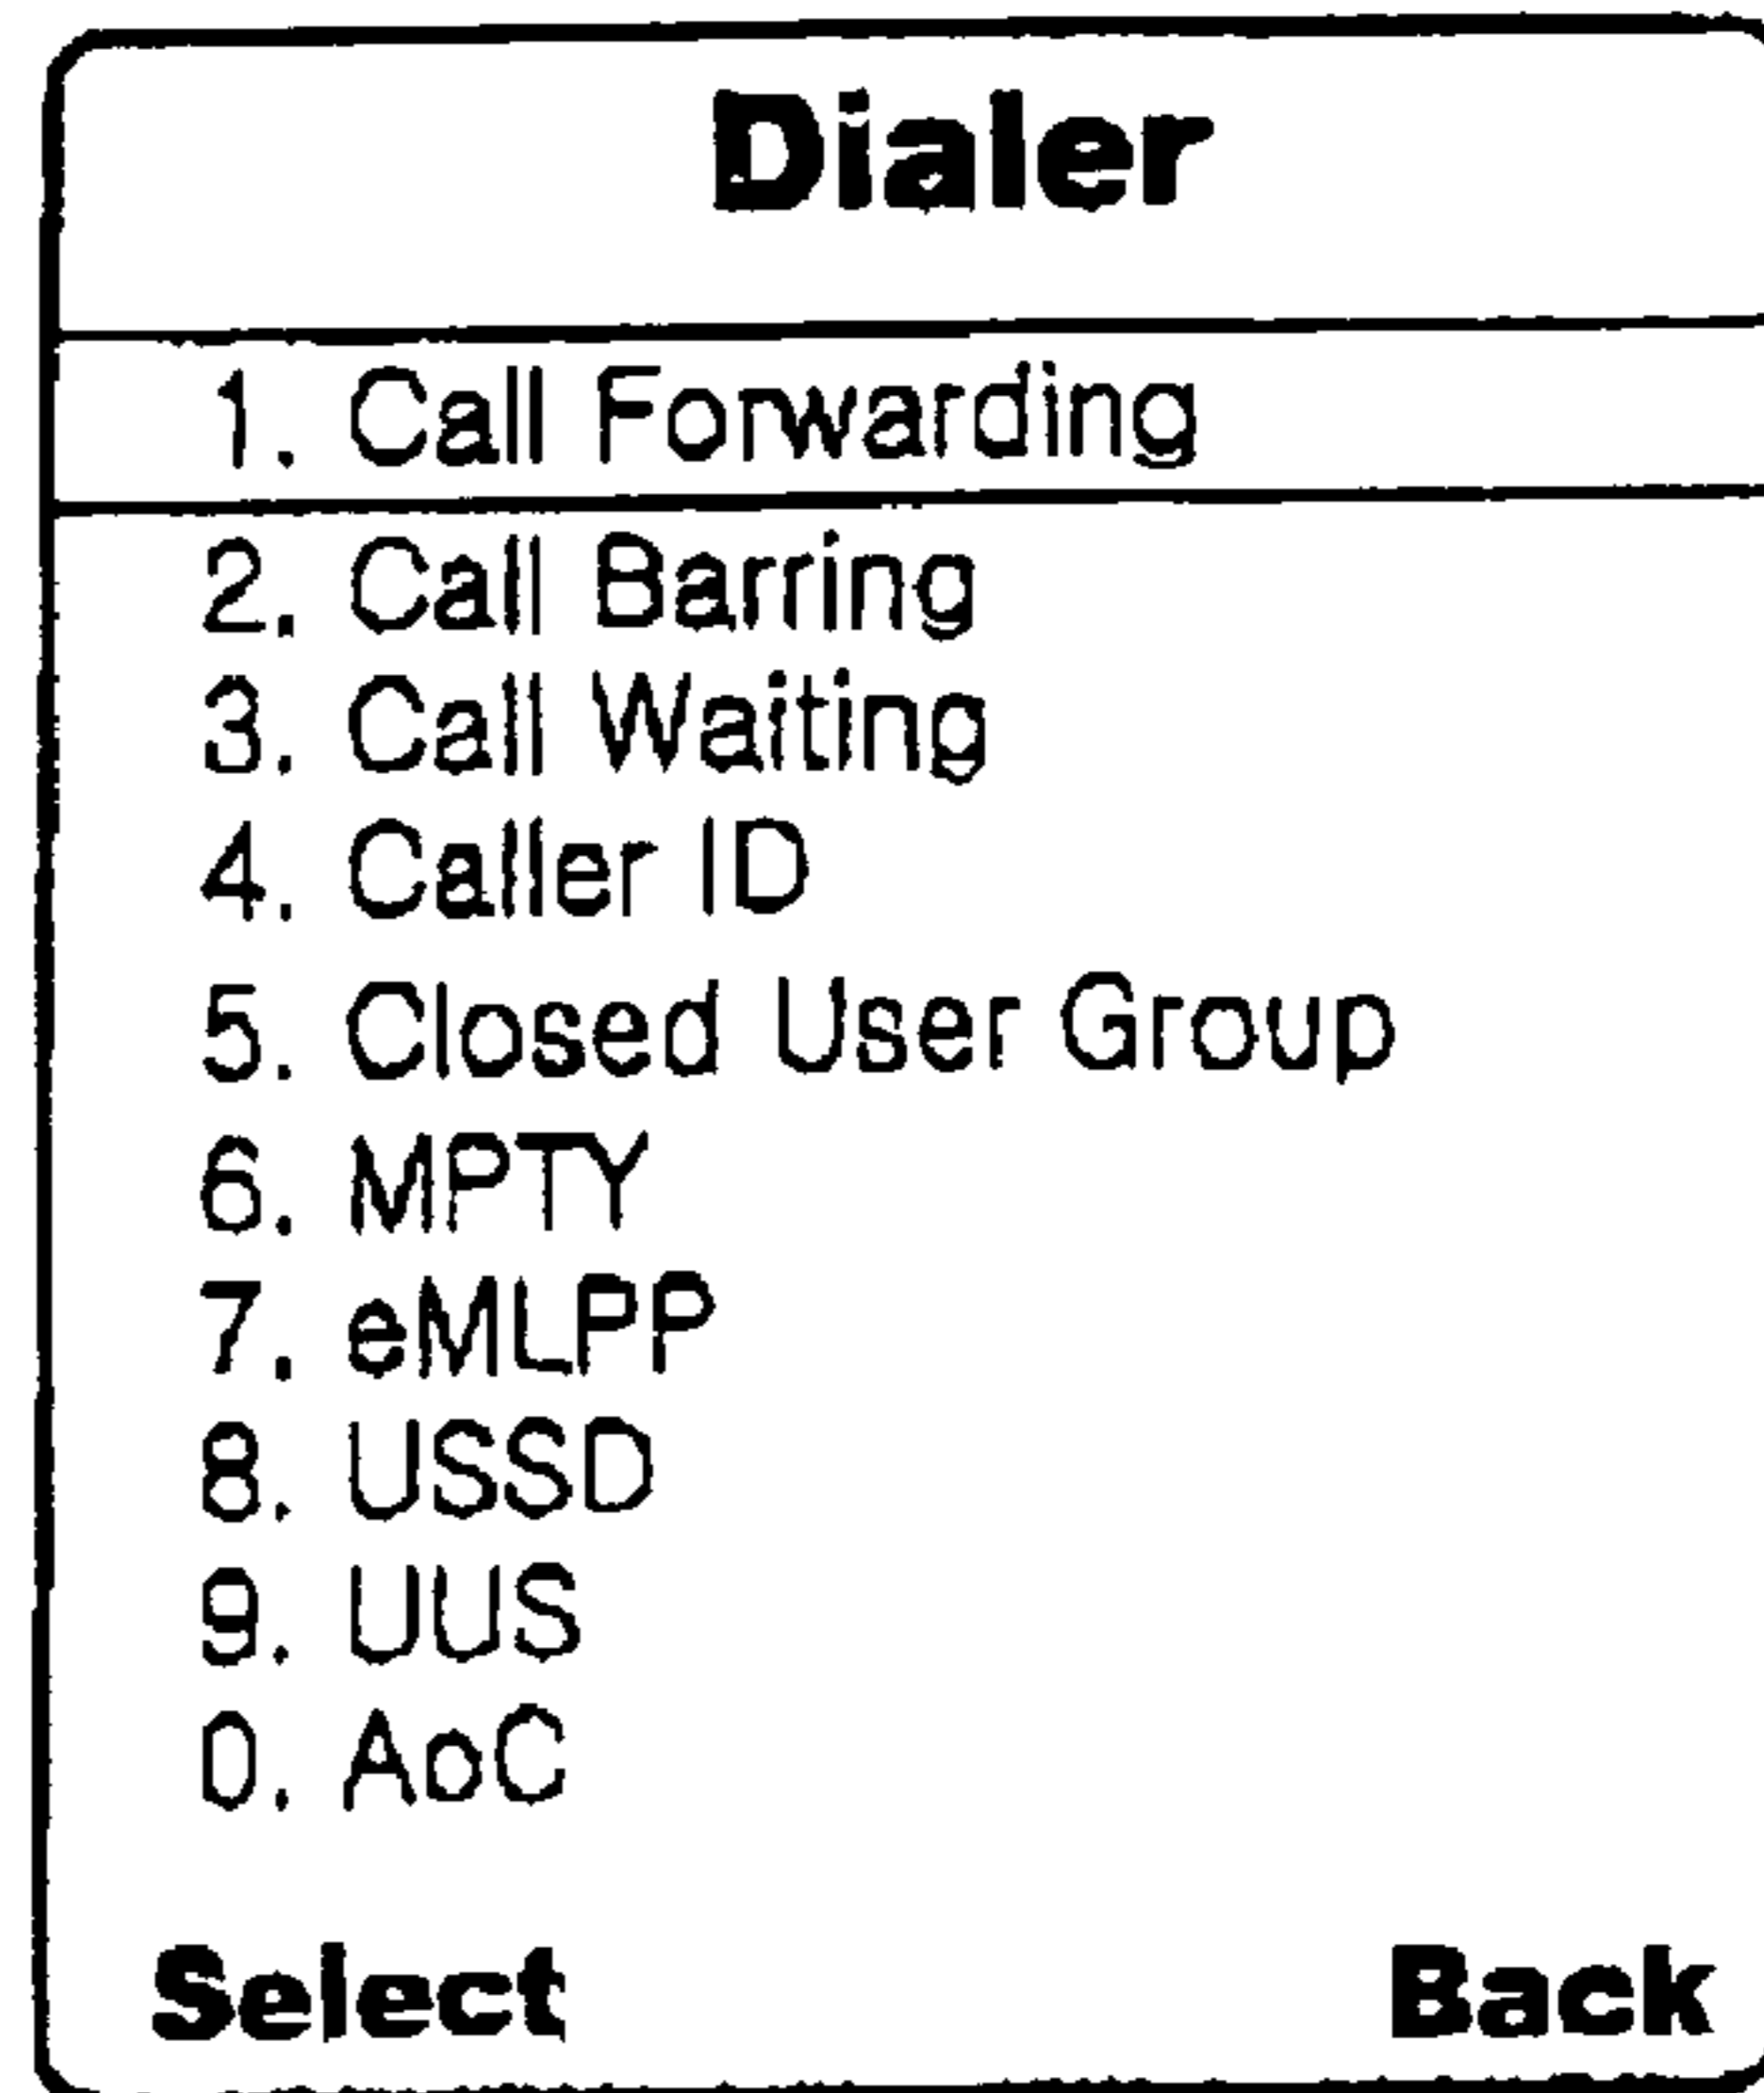 Dialer
1. Call Forwarding
2. Call Barring
3. Call Waiting
4. Caller ID
5. Closed User Group
6. MPTY
7. eMLPP
8. USSD
9. UUS
0. AoC
Select Back